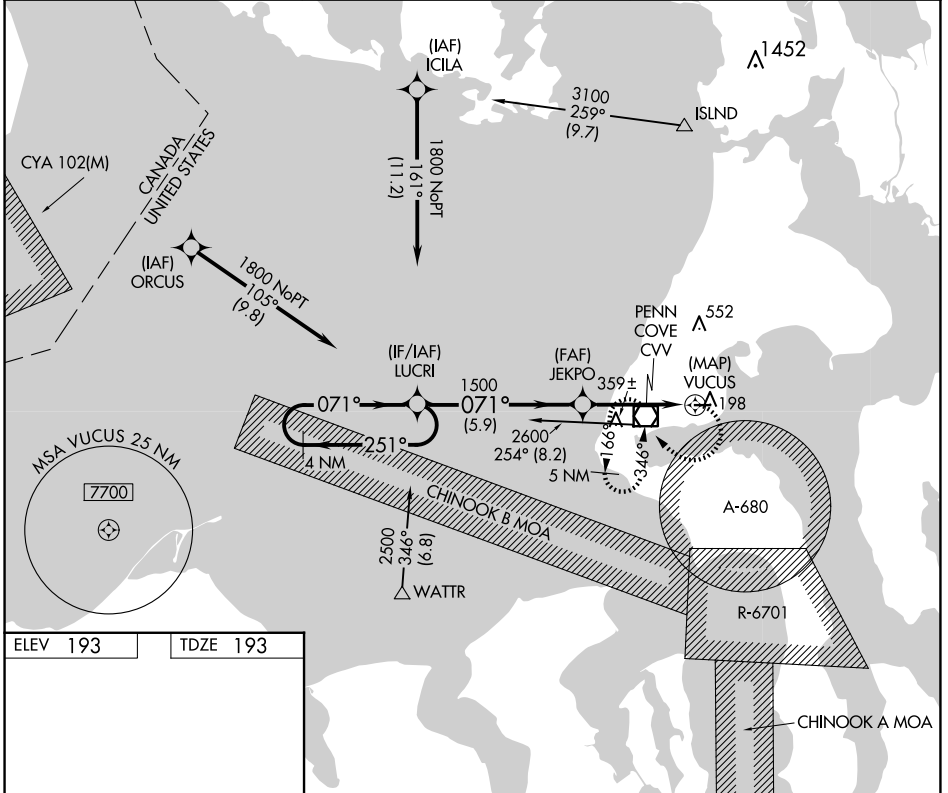 (IAF)
ICILA
1452
3100
259°
(9.7)
ISLND
CYA 102(M)
CANADA
UNITED STATES
1800 NoPT
161°
(11.2)
(IAF)
ORCUS
1800 NoPT
105°
(9.8)
PENN
COVE
CVV
552
(IF/IAF)
LUCRI
(FAF)
JEKPO
359±
(MAP)
VUCUS
198
071°
1500
071°
(5.9)
251°
4 NM
2600
254° (8.2)
166°
346°
5 NM
MSA VUCUS 25 NM
7700
CHINOOK B MOA
A-680
2500
346°
(6.8)
WATTR
R-6701
ELEV 193
TDZE 193
CHINOOK A MOA